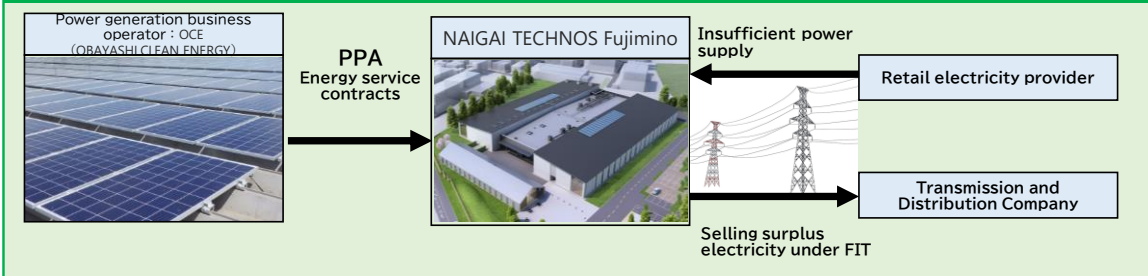 Power generation business
operator：OCE
(OBAYASHI CLEAN ENERGY)
PPA
Energy service
contracts
NAIGAI TECHNOS Fujimino
Insufficient power
supply
Retail electricity provider
Transmission and
Distribution Company
Selling surplus
electricity under FIT